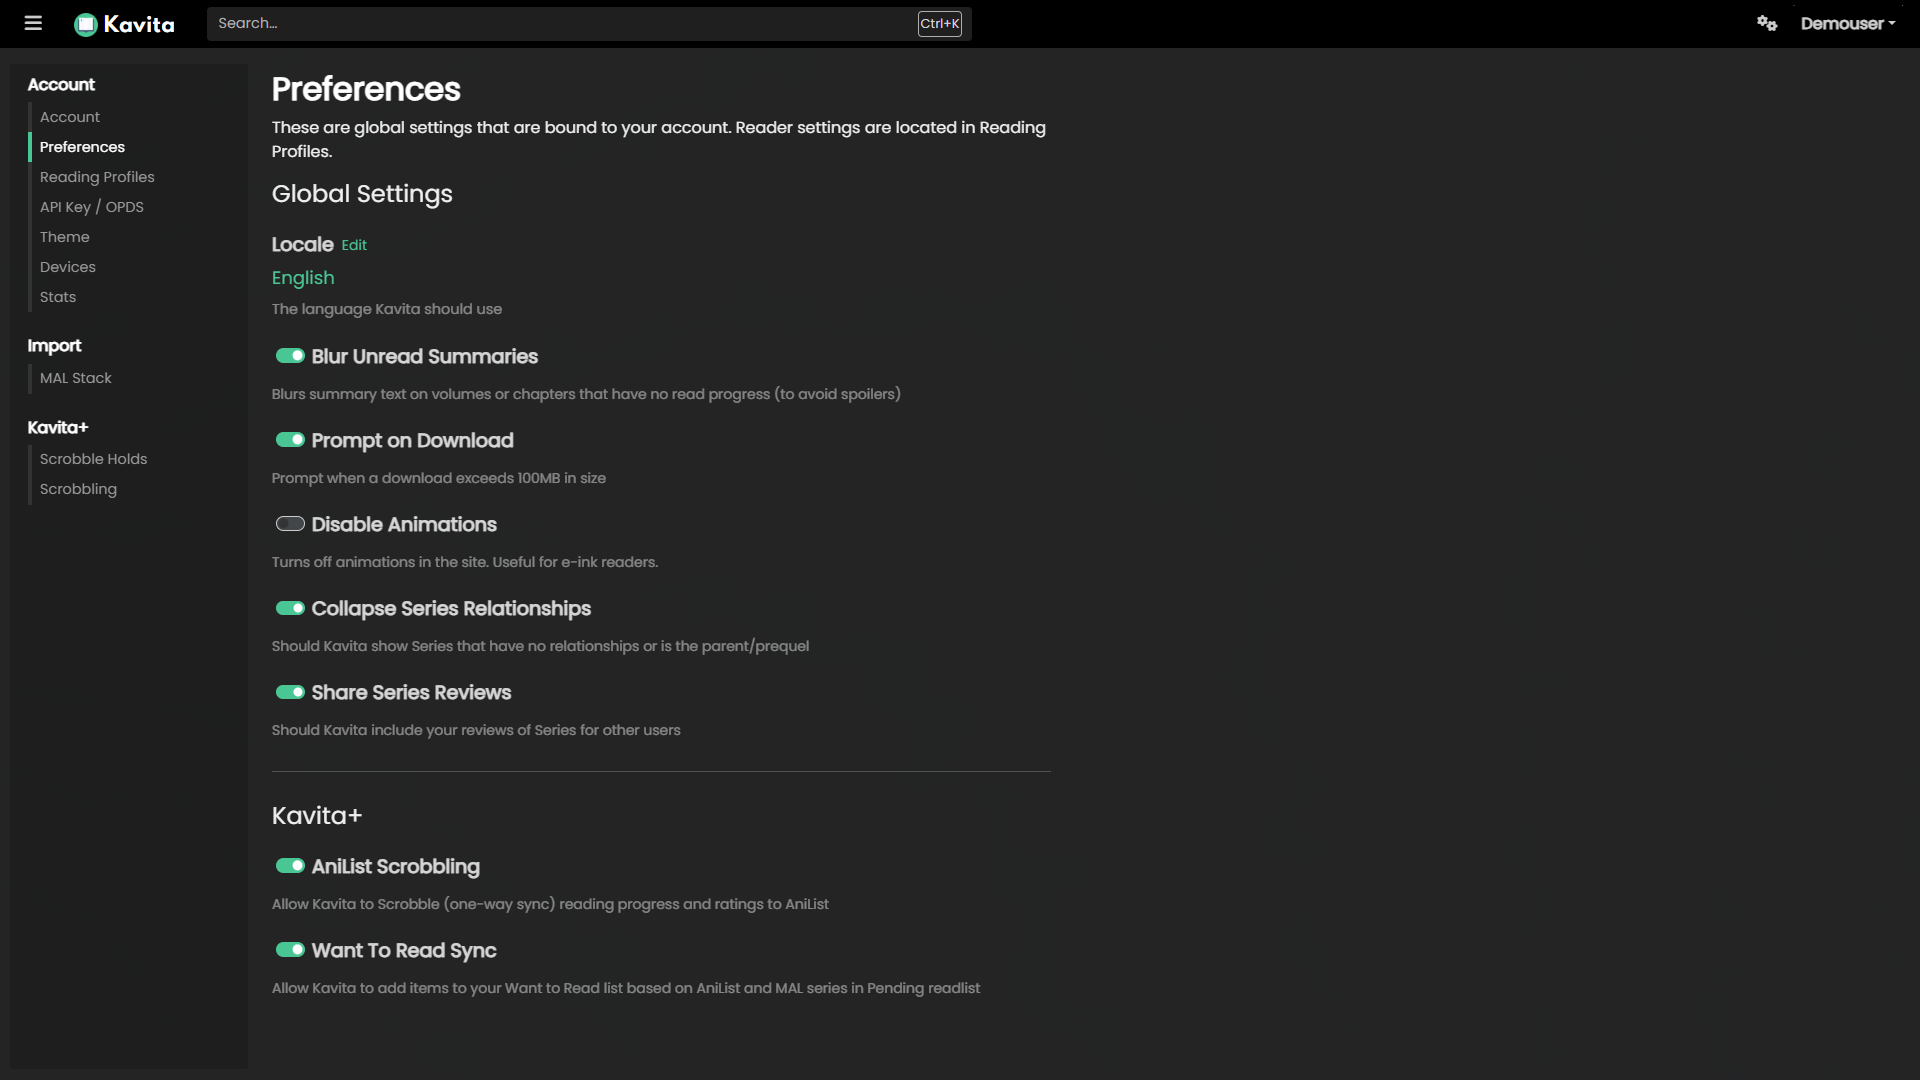 Kavita
Search...
Ctrl+K
Demouser
Account
Account
Preferences
Reading Profiles
API Key / OPDS
Theme
Devices
Stats
Import
MAL Stack
Kavita+
Scrobble Holds
Scrobbling
Preferences
These are global settings that are bound to your account. Reader settings are located in Reading
Profiles.
Global Settings
Locale Edit
English
The language Kavita should use
Blur Unread Summaries
Blurs summary text on volumes or chapters that have no read progress (to avoid spoilers)
Prompt on Download
Prompt when a download exceeds 100MB in size
Disable Animations
Turns off animations in the site. Useful for e-ink readers.
Collapse Series Relationships
Should Kavita show Series that have no relationships or is the parent/prequel
Share Series Reviews
Should Kavita include your reviews of Series for other users
Kavita+
AniList Scrobbling
Allow Kavita to Scrobble (one-way sync) reading progress and ratings to AniList
Want To Read Sync
Allow Kavita to add items to your Want to Read list based on AniList and MAL series in Pending readlist